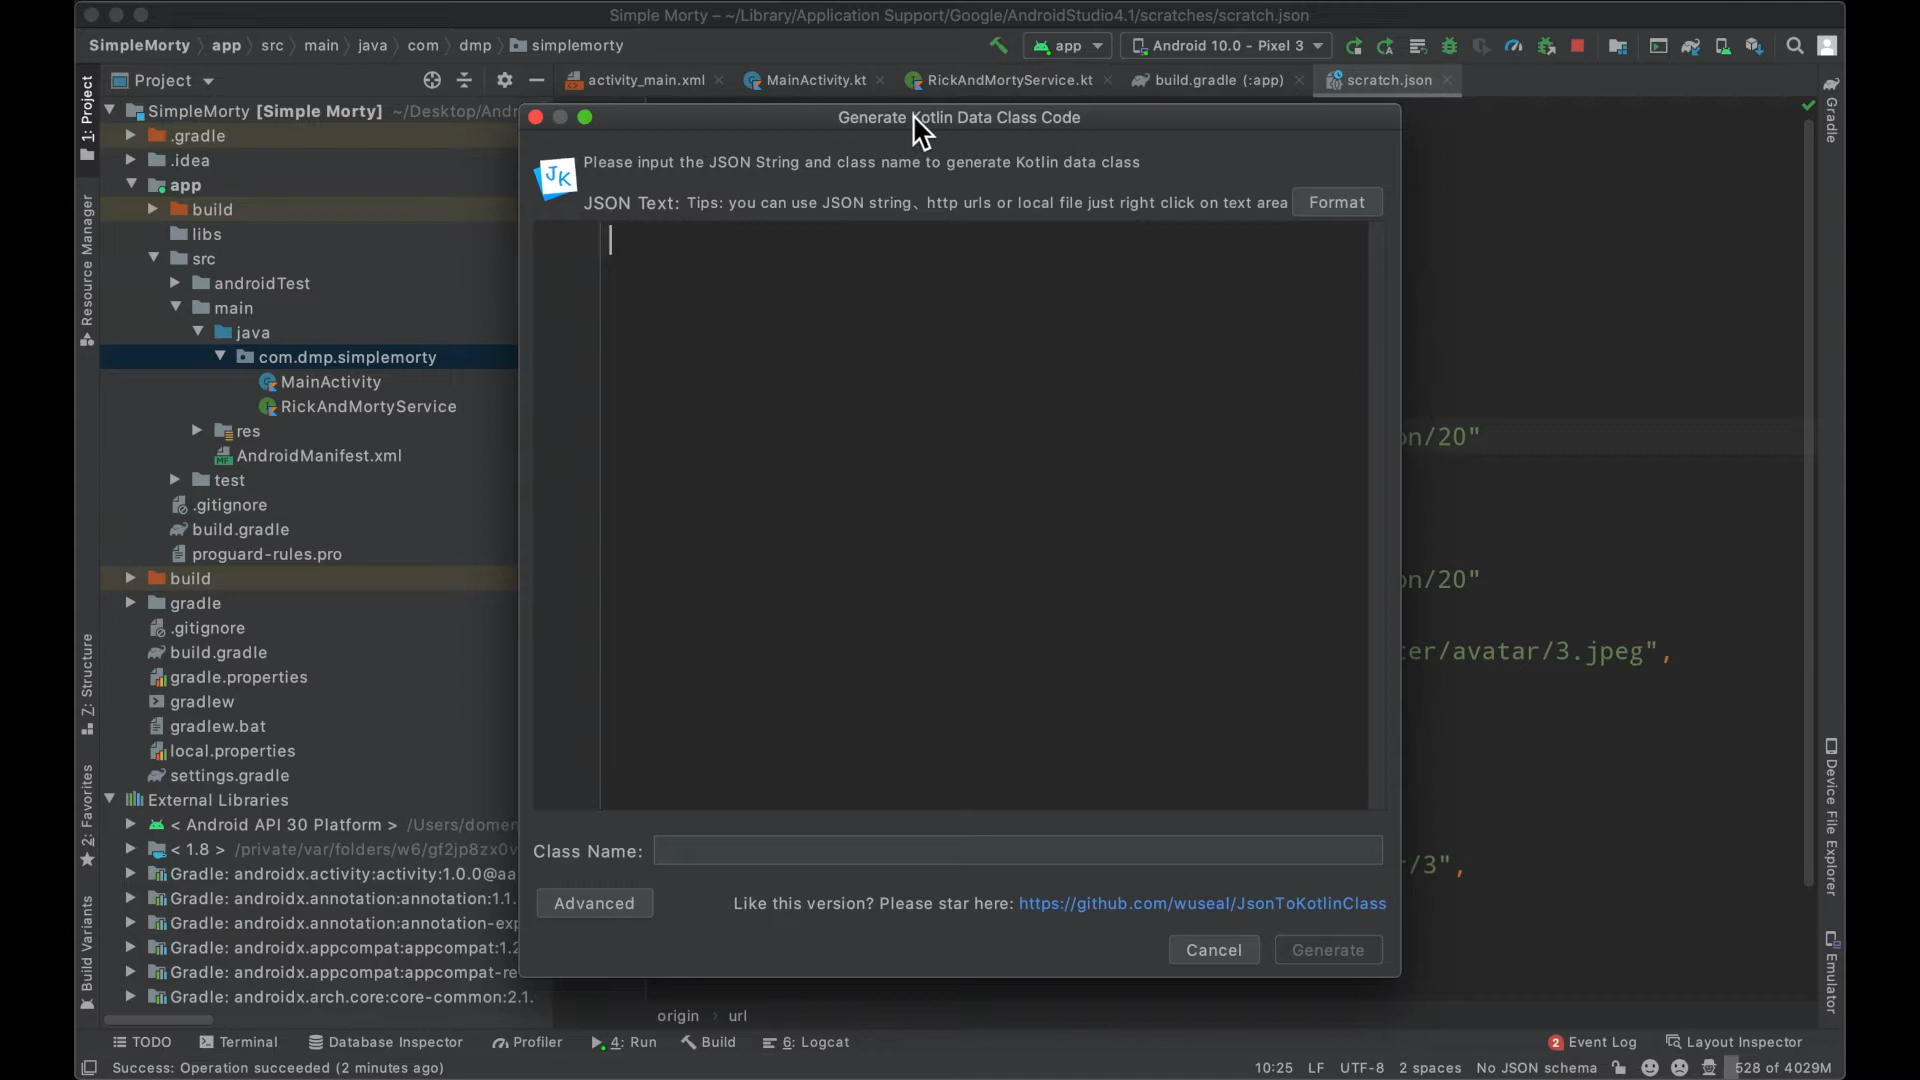 Simple Morty – ~/Library/Application Support/Google/AndroidStudio4.1/scratches/scratch.json
SimpleMorty app src main java com dmp simplemorty
app Android 10.0 - Pixel 3
1: Project
Resource Manager
Z: Structure
2: Favorites
Build Variants
Project
activity_main.xml MainActivity.kt RickAndMortyService.kt build.gradle (:app) scratch.json
SimpleMorty [Simple Morty] ~/Desktop/Andr
.gradle
.idea
app
build
libs
src
androidTest
main
java
com.dmp.simplemorty
MainActivity
RickAndMortyService
res
AndroidManifest.xml
test
.gitignore
build.gradle
proguard-rules.pro
build
gradle
.gitignore
build.gradle
gradle.properties
gradlew
gradlew.bat
local.properties
settings.gradle
External Libraries
< Android API 30 Platform > /Users/domen
< 1.8 > /private/var/folders/w6/gf2jp8zx0v
Gradle: androidx.activity:activity:1.0.0@aa
Gradle: androidx.annotation:annotation:1.1.
Gradle: androidx.annotation:annotation-exp
Gradle: androidx.appcompat:appcompat:1.2
Gradle: androidx.appcompat:appcompat-re
Gradle: androidx.arch.core:core-common:2.1.
Generate Kotlin Data Class Code
Please input the JSON String and class name to generate Kotlin data class
JK
JSON Text: Tips: you can use JSON string、http urls or local file just right click on text area Format
Class Name:
Advanced Like this version? Please star here: https://github.com/wuseal/JsonToKotlinClass
Cancel Generate
on/20"
on/20"
ter/avatar/3.jpeg",
r/3",
Gradle
Device File Explorer
Emulator
origin url
TODO Terminal Database Inspector Profiler 4: Run Build 6: Logcat 2 Event Log Layout Inspector
Success: Operation succeeded (2 minutes ago) 10:25 LF UTF-8 2 spaces No JSON schema 528 of 4029M